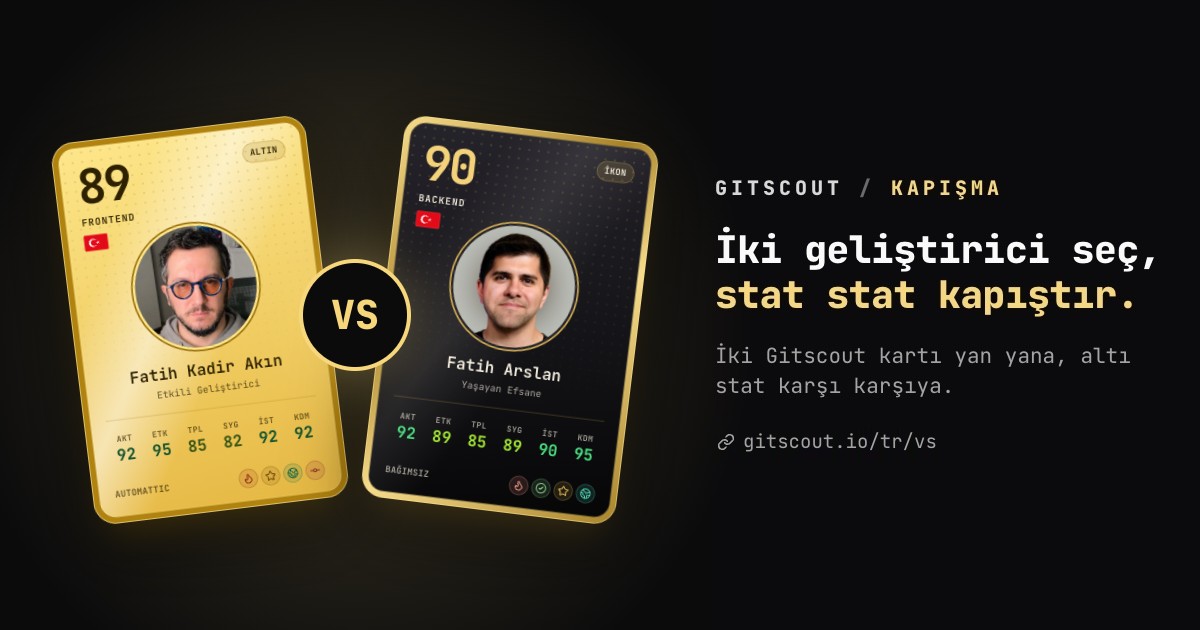 89
FRONTEND
ALTIN
Fatih Kadir Akın
Etkili Geliştirici
AKT ETK TPL SYG İST KDM
92 95 85 82 92 92
AUTOMATTIC
VS
90
BACKEND
İKON
Fatih Arslan
Yaşayan Efsane
AKT ETK TPL SYG İST KDM
92 89 85 89 90 95
BAĞIMSIZ
GITSCOUT / KAPIŞMA
İki geliştirici seç,
stat stat kapıştır.
İki Gitscout kartı yan yana, altı
stat karşı karşıya.
gitscout.io/tr/vs